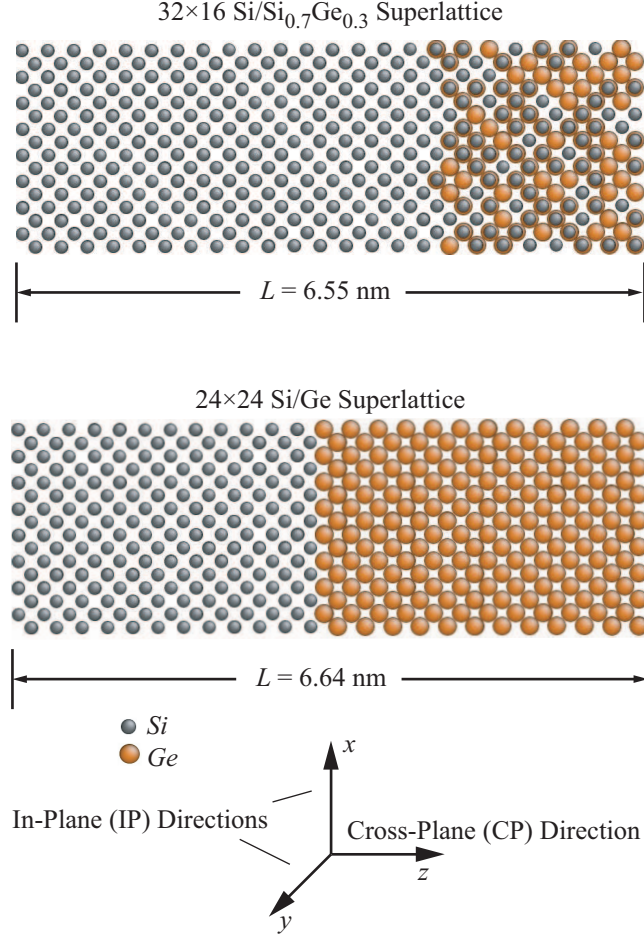 32×16 Si/Si0.7Ge0.3 Superlattice
L = 6.55 nm
24×24 Si/Ge Superlattice
L = 6.64 nm
Si
Ge
x
In-Plane (IP) Directions
Cross-Plane (CP) Direction
z
y